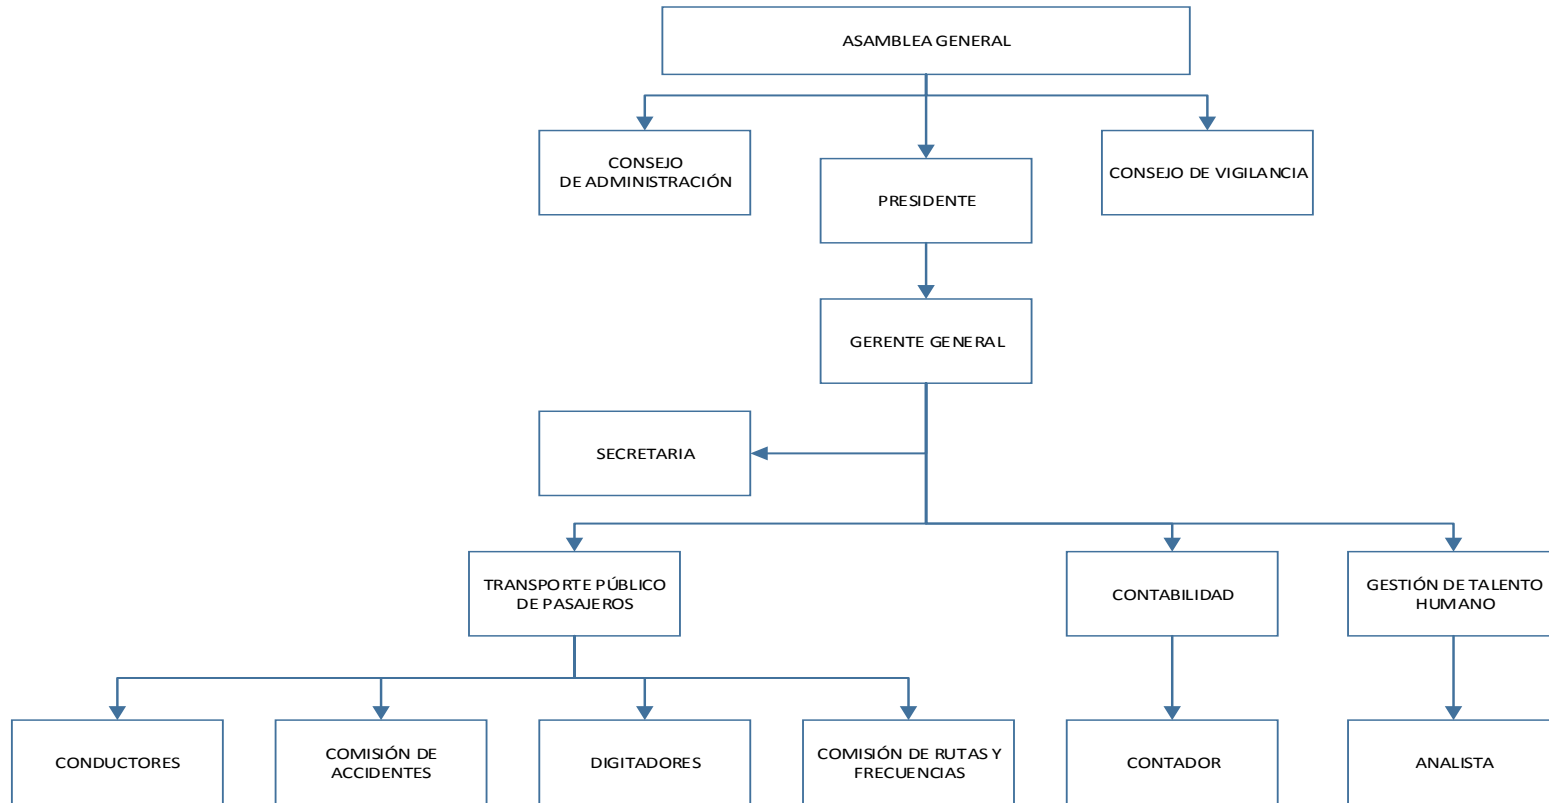 ASAMBLEA GENERAL
CONSEJO
DE ADMINISTRACIÓN
PRESIDENTE
CONSEJO DE VIGILANCIA
GERENTE GENERAL
SECRETARIA
TRANSPORTE PÚBLICO
DE PASAJEROS
CONTABILIDAD
GESTIÓN DE TALENTO
HUMANO
CONDUCTORES
COMISIÓN DE
ACCIDENTES
DIGITADORES
COMISIÓN DE RUTAS Y
FRECUENCIAS
CONTADOR
ANALISTA